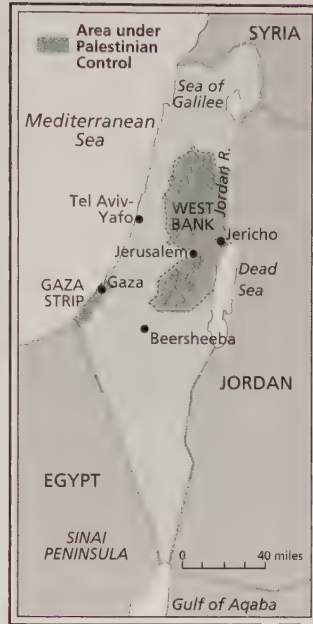 Area under
Palestinian
Control
SYRIA
Sea of
Galilee
Mediterranean
Sea
Jordan R.
Tel Aviv-
Yafo
WEST
BANK
Jericho
Jerusalem
Dead
Sea
GAZA
STRIP
Gaza
Beersheeba
JORDAN
EGYPT
SINAI
PENINSULA
0 40 miles
Gulf of Aqaba